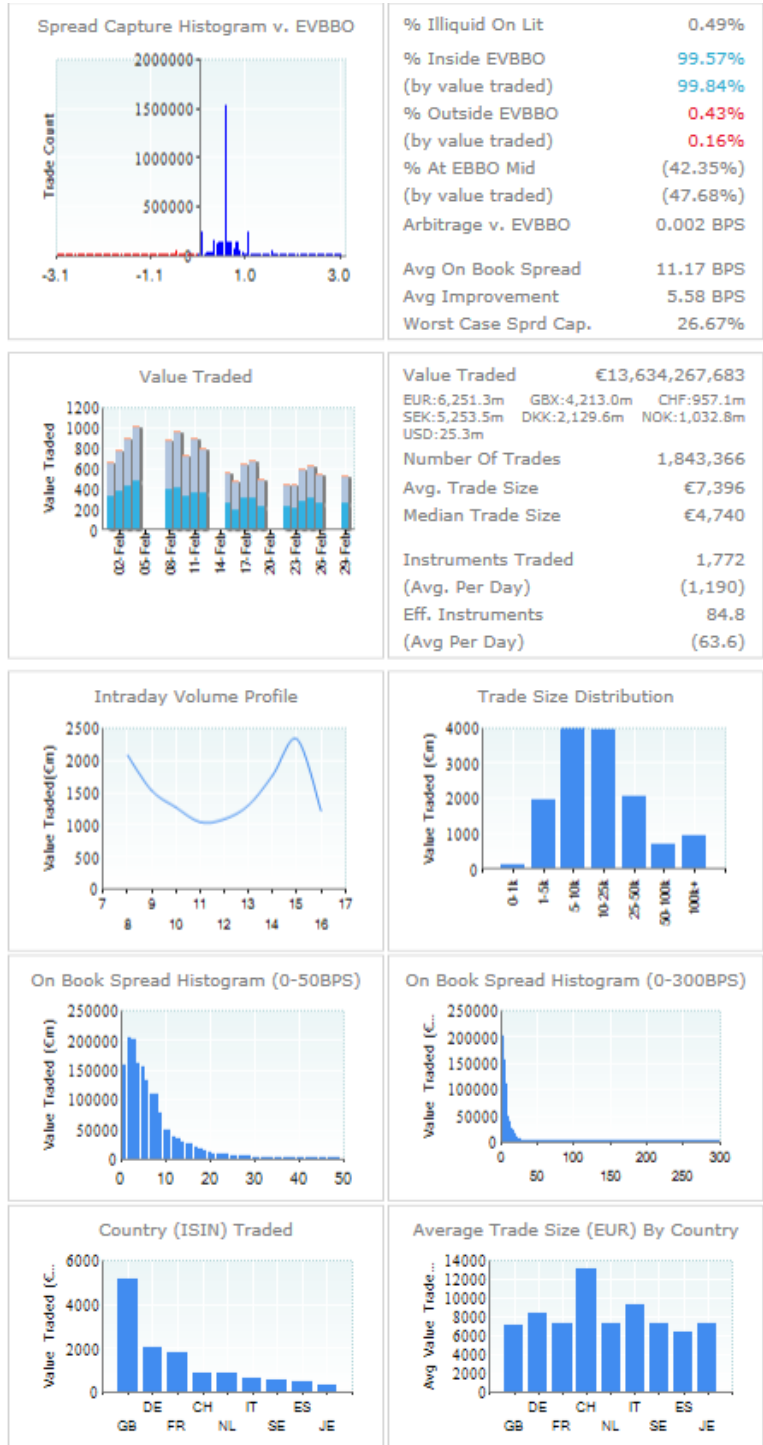 Spread Capture Histogram v. EVBBO
Trade Count
2000000
1500000
1000000
500000
0
-3.1 -1.1 1.0 3.0
% Illiquid On Lit 0.49%
% Inside EVBBO 99.57%
(by value traded) 99.84%
% Outside EVBBO 0.43%
(by value traded) 0.16%
% At EBBO Mid (42.35%)
(by value traded) (47.68%)
Arbitrage v. EVBBO 0.002 BPS
Avg On Book Spread 11.17 BPS
Avg Improvement 5.58 BPS
Worst Case Sprd Cap. 26.67%
Value Traded
Value Traded
1200
1000
800
600
400
200
0
02-Feb 05-Feb 08-Feb 11-Feb 14-Feb 17-Feb 20-Feb 23-Feb 26-Feb 29-Feb
Value Traded €13,634,267,683
EUR:6,251.3m GBX:4,213.0m CHF:957.1m
SEK:5,253.5m DKK:2,129.6m NOK:1,032.8m
USD:25.3m
Number Of Trades 1,843,366
Avg. Trade Size €7,396
Median Trade Size €4,740
Instruments Traded 1,772
(Avg. Per Day) (1,190)
Eff. Instruments 84.8
(Avg Per Day) (63.6)
Intraday Volume Profile
Value Traded(€m)
2500
2000
1500
1000
500
0
7 9 11 13 15 17
8 10 12 14 16
Trade Size Distribution
Value Traded (€m)
4000
3000
2000
1000
0
0-1k 1-5k 5-10k 10-25k 25-50k 50-100k 100k+
On Book Spread Histogram (0-50BPS)
Value Traded (€m)
250000
200000
150000
100000
50000
0
0 10 20 30 40 50
On Book Spread Histogram (0-300BPS)
Value Traded (€...
250000
200000
150000
100000
50000
0
0 100 200 300
50 150 250
Country (ISIN) Traded
Value Traded (€...
6000
4000
2000
0
DE CH IT ES
GB FR NL SE JE
Average Trade Size (EUR) By Country
Avg Value Trade...
14000
12000
10000
8000
6000
4000
2000
0
DE CH IT ES
GB FR NL SE JE